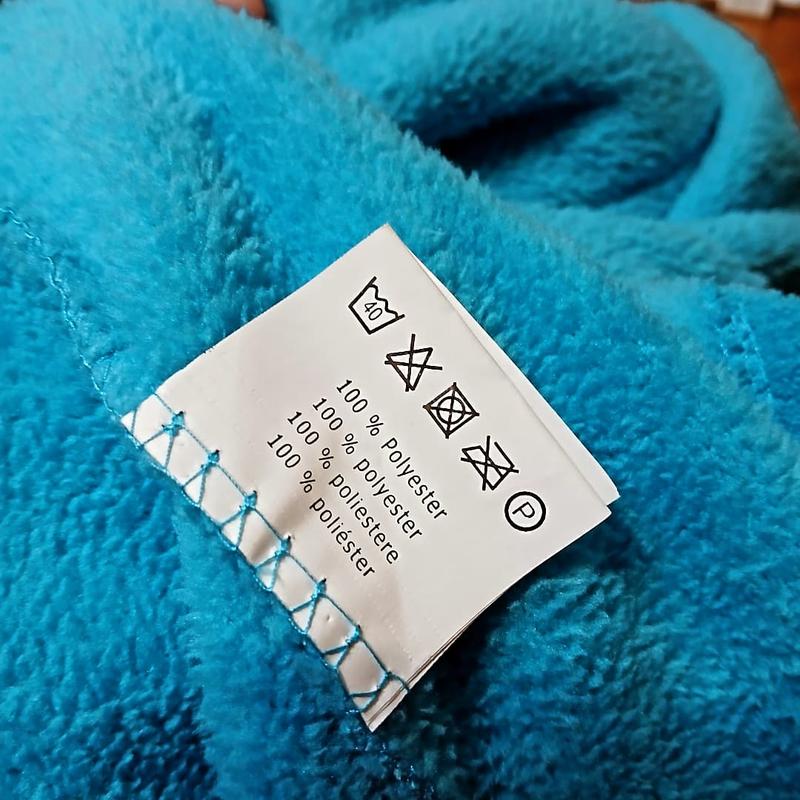 40
P
100 % Polyester
100 % polyester
100 % poliestere
100 % poliéster